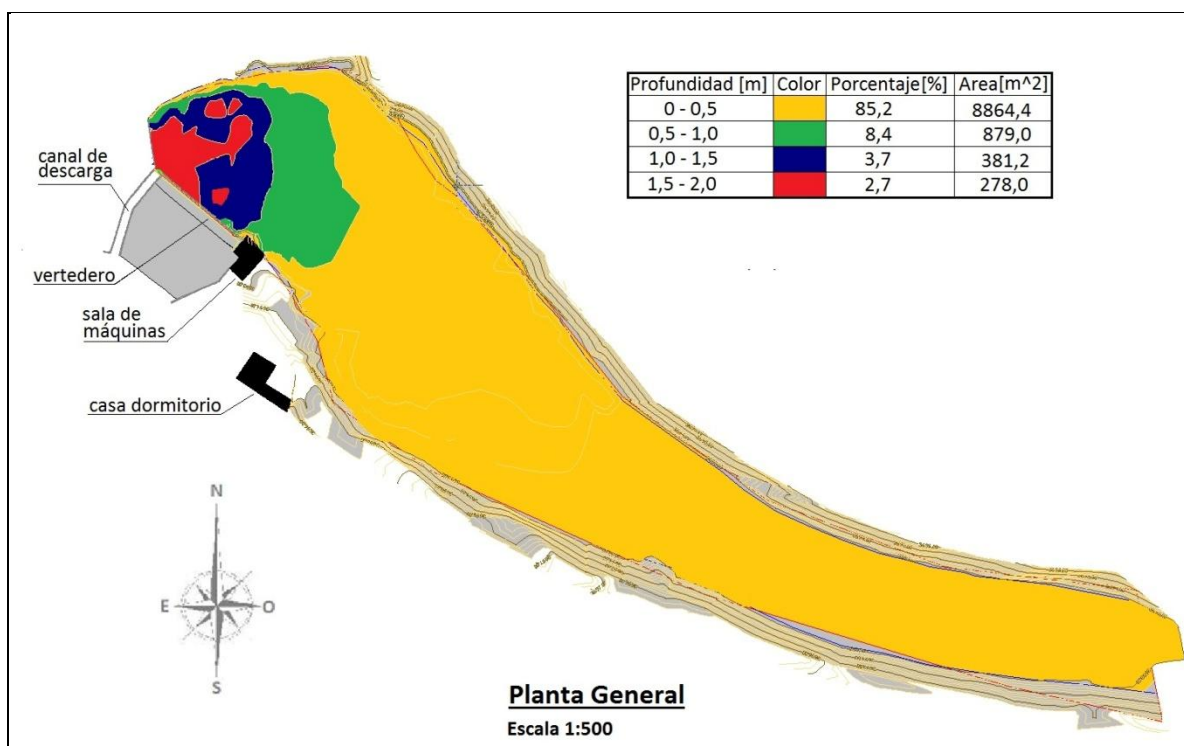 Profundidad [m] Color Porcentaje[%] Area[m^2]
0 - 0,5 85,2 8864,4
0,5 - 1,0 8,4 879,0
1,0 - 1,5 3,7 381,2
1,5 - 2,0 2,7 278,0
canal de
descarga
vertedero
sala de
máquinas
casa dormitorio
N
E O
S
Planta General
Escala 1:500